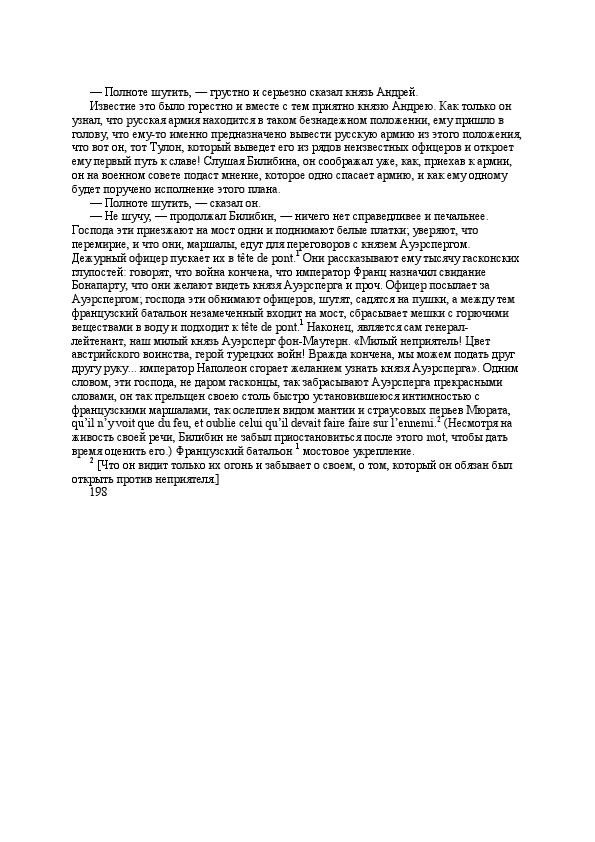 — Полноте шутить, — грустно и серьезно сказал князь Андрей.
Известие это было горестно и вместе с тем приятно князю Андрею. Как только он
узнал, что русская армия находится в таком безнадежном положении, ему пришло в
голову, что ему-то именно предназначено вывести русскую армию из этого положения,
что вот он, тот Тулон, который выведет его из рядов неизвестных офицеров и откроет
ему первый путь к славе! Слушая Билибина, он соображал уже, как, приехав к армии,
он на военном совете подаст мнение, которое одно спасает армию, и как ему одному
будет поручено исполнение этого плана.
— Полноте шутить, — сказал он.
— Не шучу, — продолжал Билибин, — ничего нет справедливее и печальнее.
Господа эти приезжают на мост одни и поднимают белые платки; уверяют, что
перемирие, и что они, маршалы, едут для переговоров с князем Ауэрспергом.
Дежурный офицер пускает их в tête de pont.¹ Они рассказывают ему тысячу гасконских
глупостей: говорят, что война кончена, что император Франц назначил свидание
Бонапарту, что они желают видеть князя Ауэрсперга и проч. Офицер посылает за
Ауэрспергом; господа эти обнимают офицеров, шутят, садятся на пушки, а между тем
французский батальон незамеченный входит на мост, сбрасывает мешки с горючими
веществами в воду и подходит к tête de pont.¹ Наконец, является сам генерал-
лейтенант, наш милый князь Ауэрсперг фон-Маутерн. «Милый неприятель! Цвет
австрийского воинства, герой турецких войн! Вражда кончена, мы можем подать друг
другу руку... император Наполеон сгорает желанием узнать князя Ауэрсперга». Одним
словом, эти господа, не даром гасконцы, так забрасывают Ауэрсперга прекрасными
словами, он так прельщен своею столь быстро установившеюся интимностью с
французскими маршалами, так ослеплен видом мантии и страусовых перьев Мюрата,
qu’il n’y voit que du feu, et oublie celui qu’il devait faire faire sur l’ennemi.² (Несмотря на
живость своей речи, Билибин не забыл приостановиться после этого mot, чтобы дать
время оценить его.) Французский батальон ¹ мостовое укрепление.
² [Что он видит только их огонь и забывает о своем, о том, который он обязан был
открыть против неприятеля.]
198